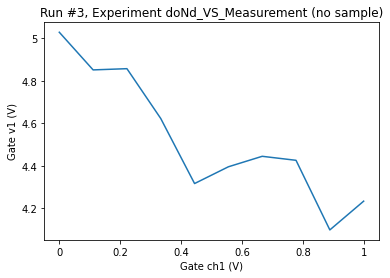 Run #3, Experiment doNd_VS_Measurement (no sample)
Gate v1 (V)
5
4.8
4.6
4.4
4.2
0 0.2 0.4 0.6 0.8 1
Gate ch1 (V)